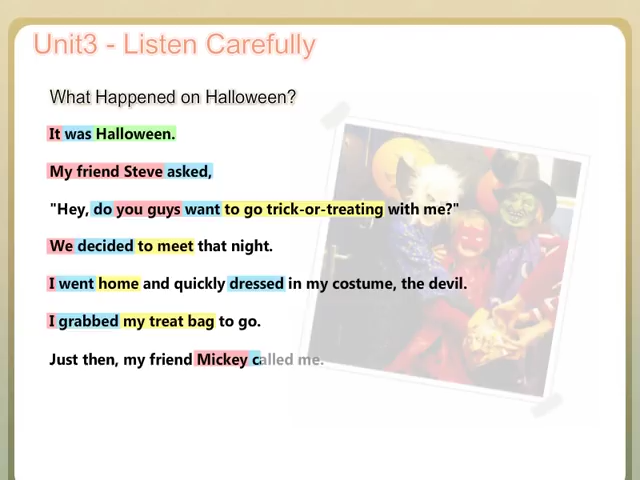 Unit3 - Listen Carefully
What Happened on Halloween?
It was Halloween.
My friend Steve asked,
"Hey, do you guys want to go trick-or-treating with me?"
We decided to meet that night.
I went home and quickly dressed in my costume, the devil.
I grabbed my treat bag to go.
Just then, my friend Mickey called me.